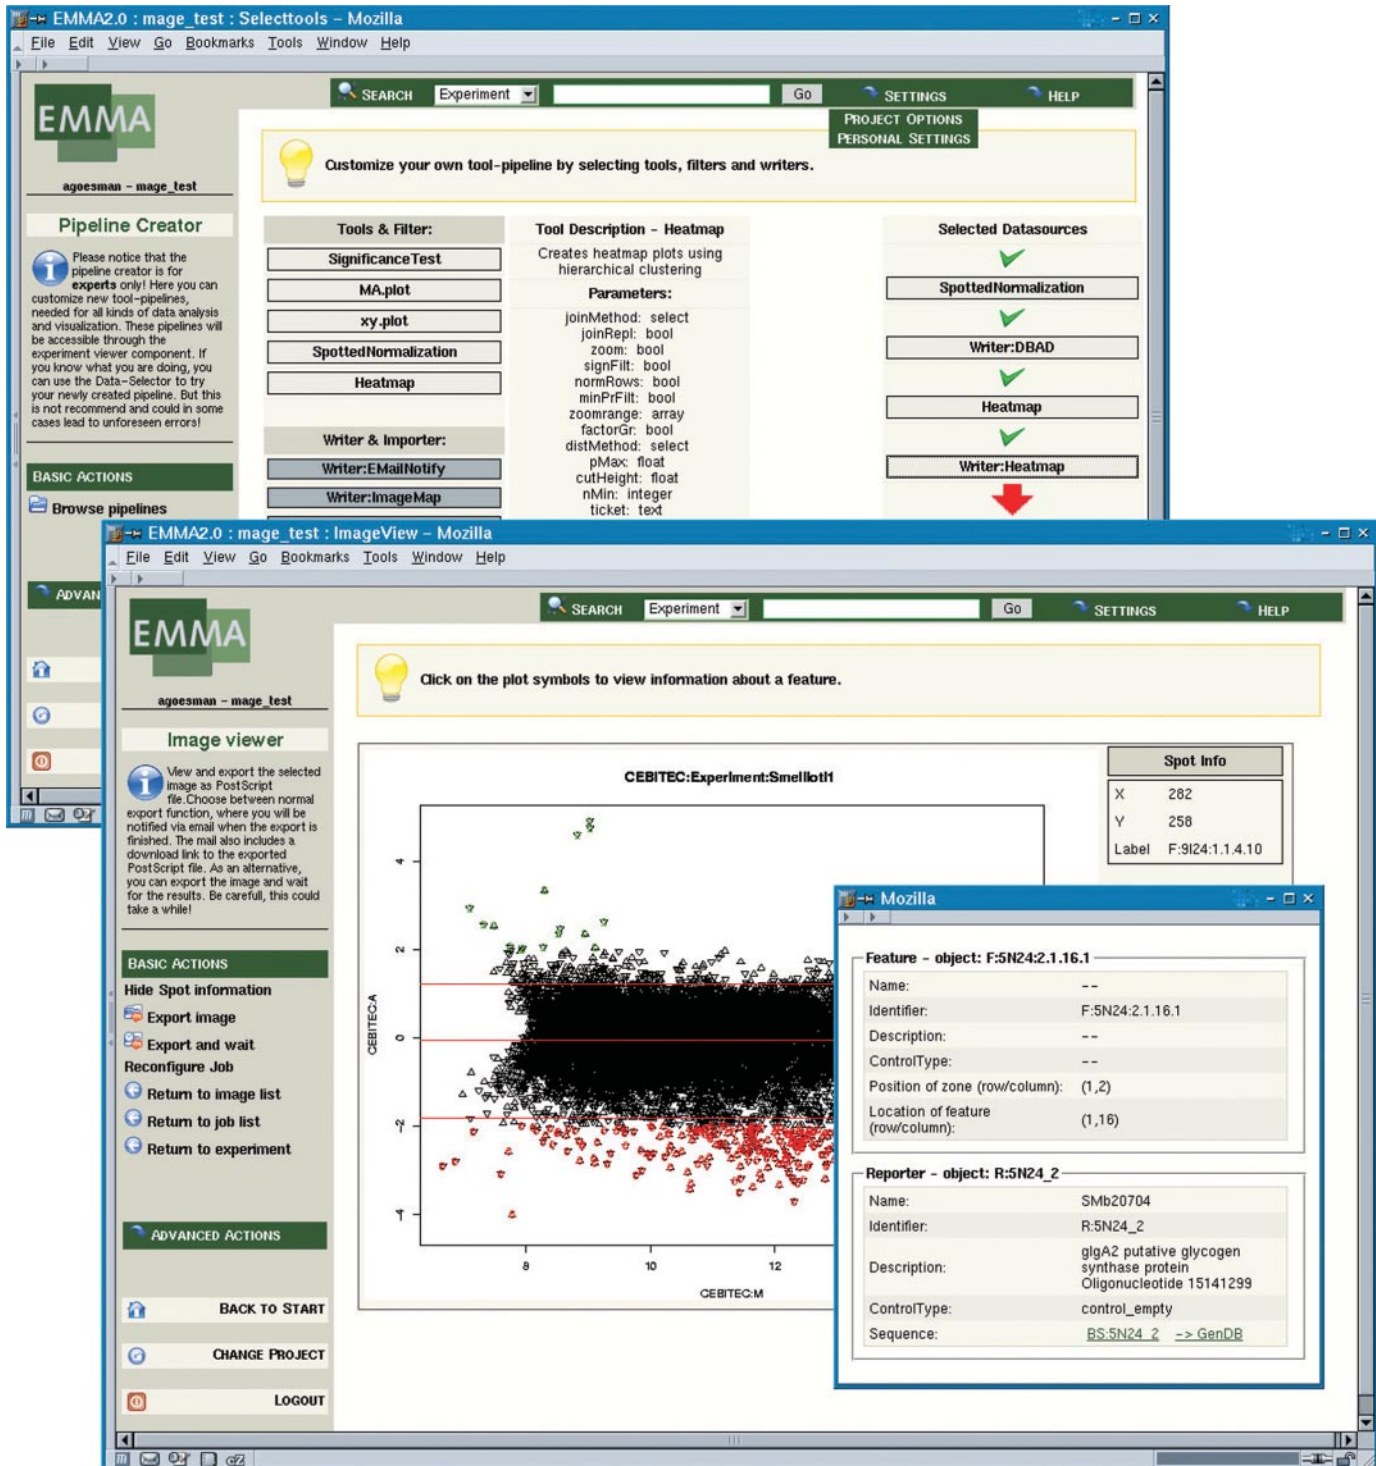 EMMA2.0 : mage_test : Selecttools – Mozilla
File Edit View Go Bookmarks Tools Window Help
SEARCH Experiment Go SETTINGS HELP
PROJECT OPTIONS
PERSONAL SETTINGS
EMMA
agoesman – mage_test
Customize your own tool-pipeline by selecting tools, filters and writers.
Pipeline Creator
Please notice that the
pipeline creator is for
experts only! Here you can
customize new tool-pipelines,
needed for all kinds of data analysis
and visualization. These pipelines will
be accessible through the
experiment viewer component. If
you know what you are doing, you
can use the Data-Selector to try
your newly created pipeline. But this
is not recommend and could in some
cases lead to unforeseen errors!
BASIC ACTIONS
Browse pipelines
ADVAN
Tools & Filter:
SignificanceTest
MA.plot
xy.plot
SpottedNormalization
Heatmap
Writer & Importer:
Writer:EMailNotify
Writer:ImageMap
Tool Description - Heatmap
Creates heatmap plots using
hierarchical clustering
Parameters:
joinMethod: select
joinRepl: bool
zoom: bool
signFilt: bool
normRows: bool
minPrFilt: bool
zoomrange: array
factorGr: bool
distMethod: select
pMax: float
cutHeight: float
nMin: integer
ticket: text
Selected Datasources
SpottedNormalization
Writer:DBAD
Heatmap
Writer:Heatmap
EMMA2.0 : mage_test : ImageView – Mozilla
File Edit View Go Bookmarks Tools Window Help
SEARCH Experiment Go SETTINGS HELP
EMMA
agoesman – mage_test
Click on the plot symbols to view information about a feature.
Image viewer
View and export the selected
image as PostScript
file.Choose between normal
export function, where you will be
notified via email when the export is
finished. The mail also includes a
download link to the exported
PostScript file. As an alternative,
you can export the image and wait
for the results. Be carefull, this could
take a while!
BASIC ACTIONS
Hide Spot information
Export image
Export and wait
Reconfigure Job
Return to image list
Return to job list
Return to experiment
ADVANCED ACTIONS
BACK TO START
CHANGE PROJECT
LOGOUT
CEBITEC:A
4
2
0
-2
-4
8 10 12
CEBITEC:M
Spot Info
X 282
Y 258
Label F:9I24:1.1.4.10
Mozilla
Feature - object: F:5N24:2.1.16.1
Name: --
Identifier: F:5N24:2.1.16.1
Description: --
ControlType: --
Position of zone (row/column): (1,2)
Location of feature
(row/column): (1,16)
Reporter - object: R:5N24_2
Name: SMb20704
Identifier: R:5N24_2
Description: glgA2 putative glycogen
synthase protein
Oligonucleotide 15141299
ControlType: control_empty
Sequence: BS:5N24_2 -> GenDB